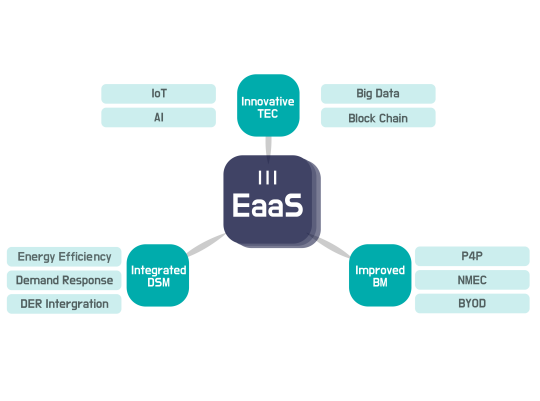 IoT
AI
Innovative
TEC
Big Data
Block Chain
III
EaaS
Energy Efficiency
Demand Response
DER Intergration
Integrated
DSM
Improved
BM
P4P
NMEC
BYOD